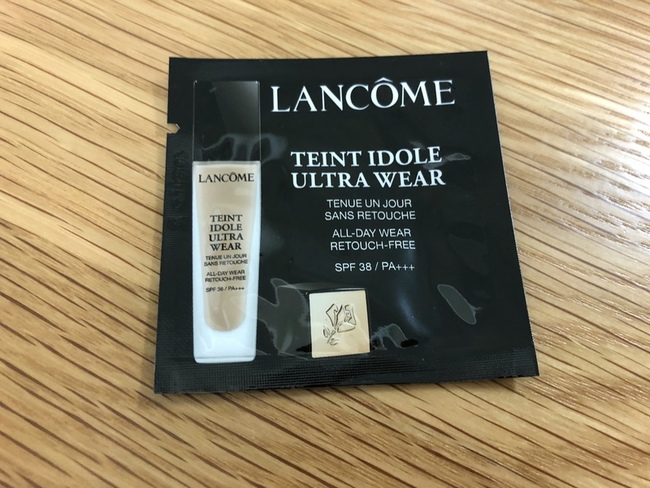 LANCÔME
TEINT IDOLE
ULTRA WEAR
TENUE UN JOUR
SANS RETOUCHE
ALL-DAY WEAR
RETOUCH-FREE
SPF 38 / PA+++
LANCÔME
TEINT
IDOLE
ULTRA
WEAR
TENUE UN JOUR
SANS RETOUCHE
ALL-DAY WEAR
RETOUCH-FREE
SPF 38 / PA+++